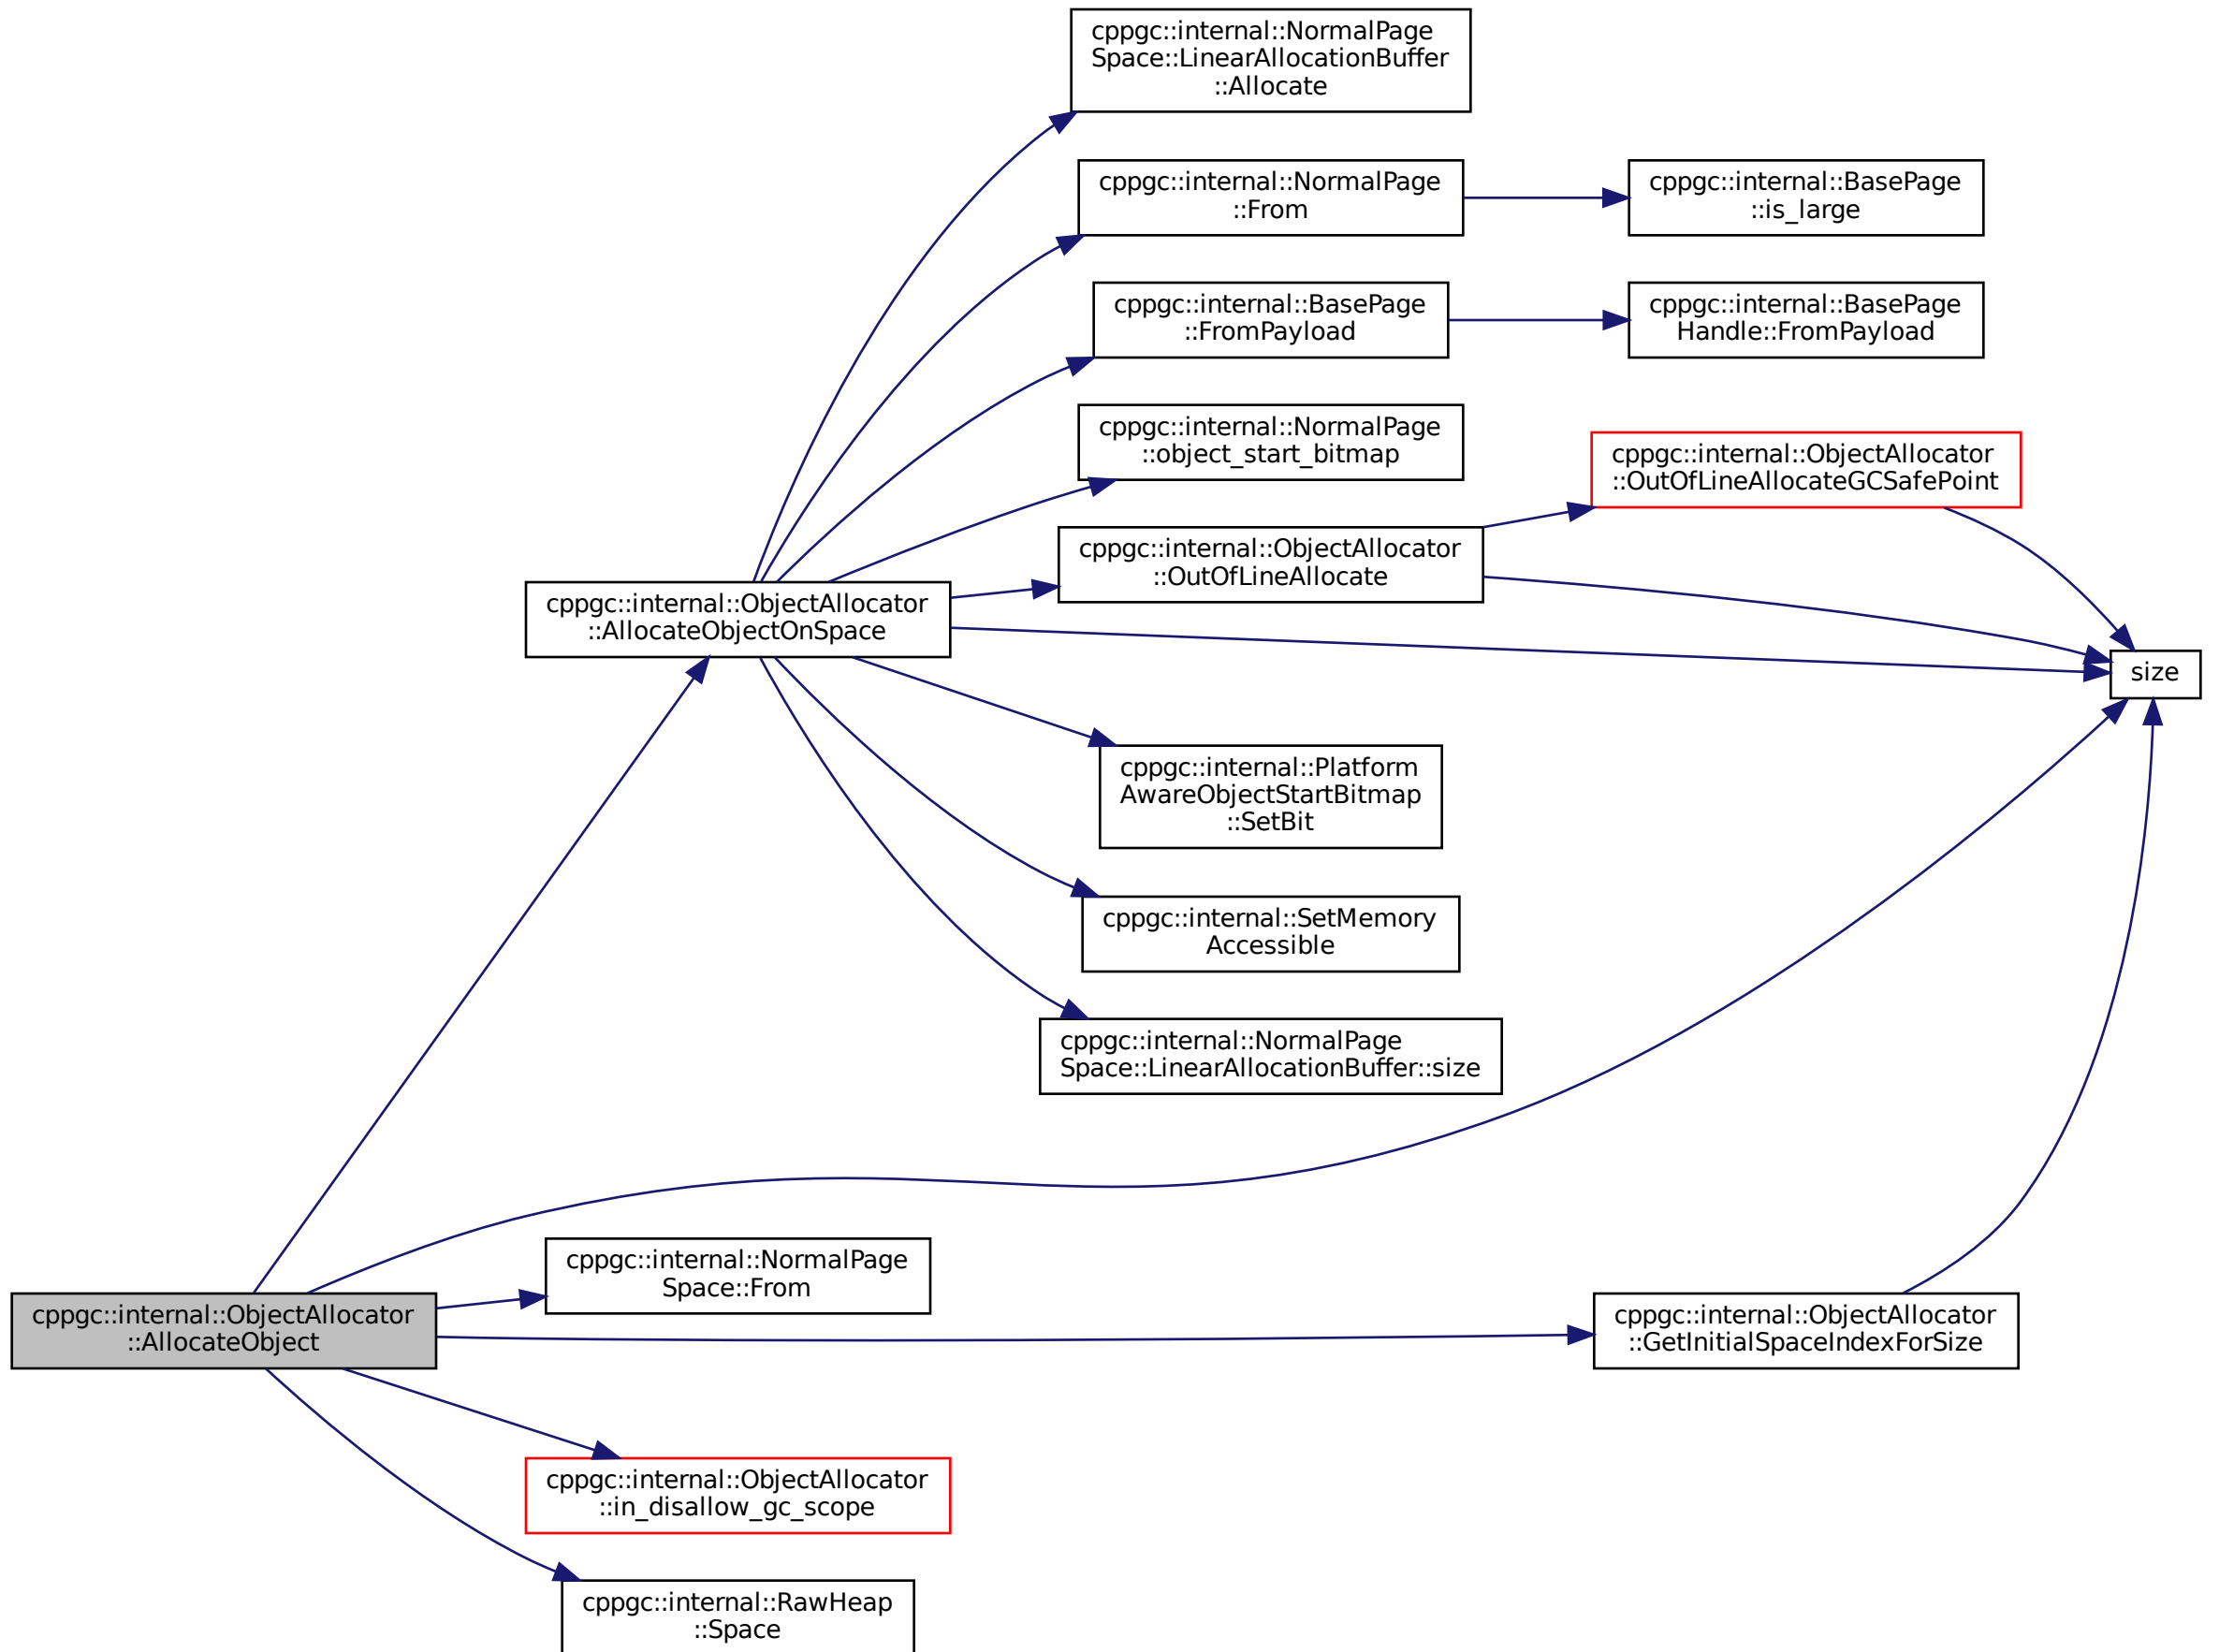 cppgc::internal::NormalPage
Space::LinearAllocationBuffer
::Allocate
cppgc::internal::NormalPage
::From
cppgc::internal::BasePage
::is_large
cppgc::internal::BasePage
::FromPayload
cppgc::internal::BasePage
Handle::FromPayload
cppgc::internal::NormalPage
::object_start_bitmap
cppgc::internal::ObjectAllocator
::OutOfLineAllocateGCSafePoint
cppgc::internal::ObjectAllocator
::OutOfLineAllocate
cppgc::internal::ObjectAllocator
::AllocateObjectOnSpace
size
cppgc::internal::Platform
AwareObjectStartBitmap
::SetBit
cppgc::internal::SetMemory
Accessible
cppgc::internal::NormalPage
Space::LinearAllocationBuffer::size
cppgc::internal::NormalPage
Space::From
cppgc::internal::ObjectAllocator
::AllocateObject
cppgc::internal::ObjectAllocator
::GetInitialSpaceIndexForSize
cppgc::internal::ObjectAllocator
::in_disallow_gc_scope
cppgc::internal::RawHeap
::Space